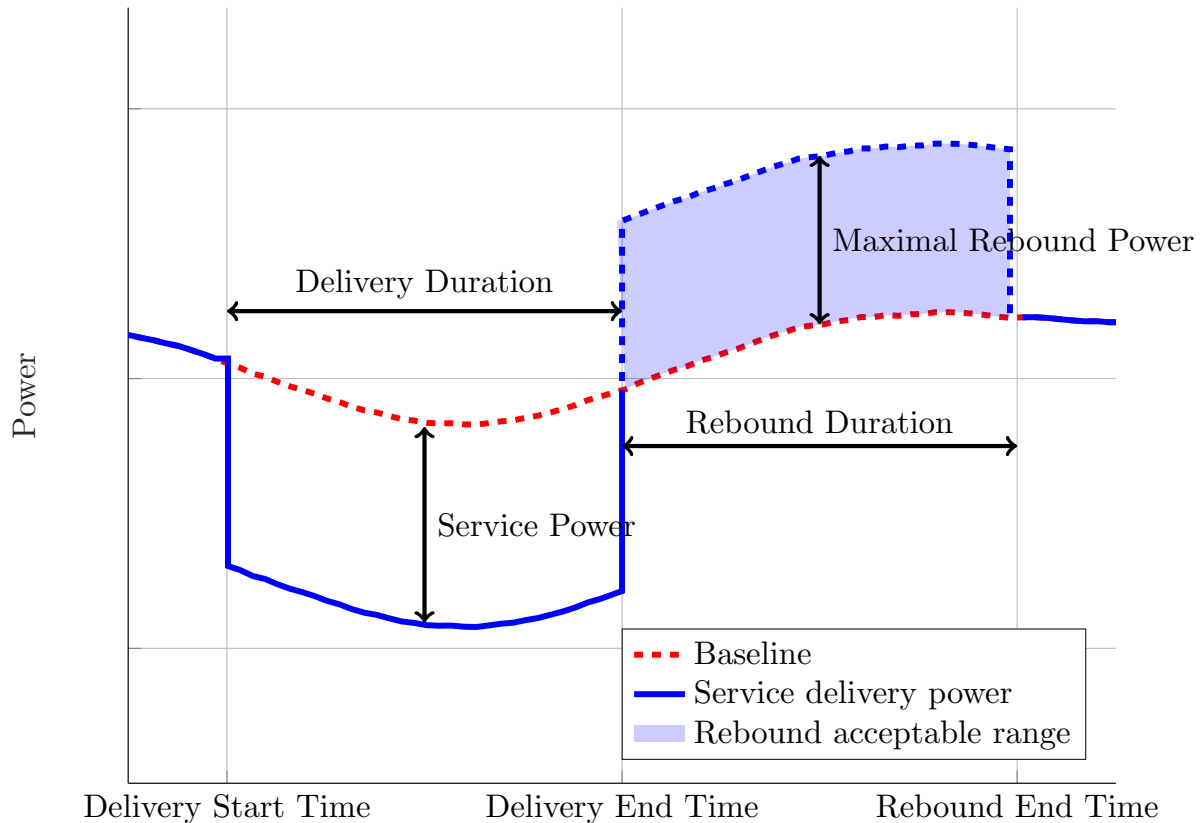 Delivery Duration
Maximal Rebound Power
Power
Rebound Duration
Service Power
Baseline
Service delivery power
Rebound acceptable range
Delivery Start Time
Delivery End Time
Rebound End Time